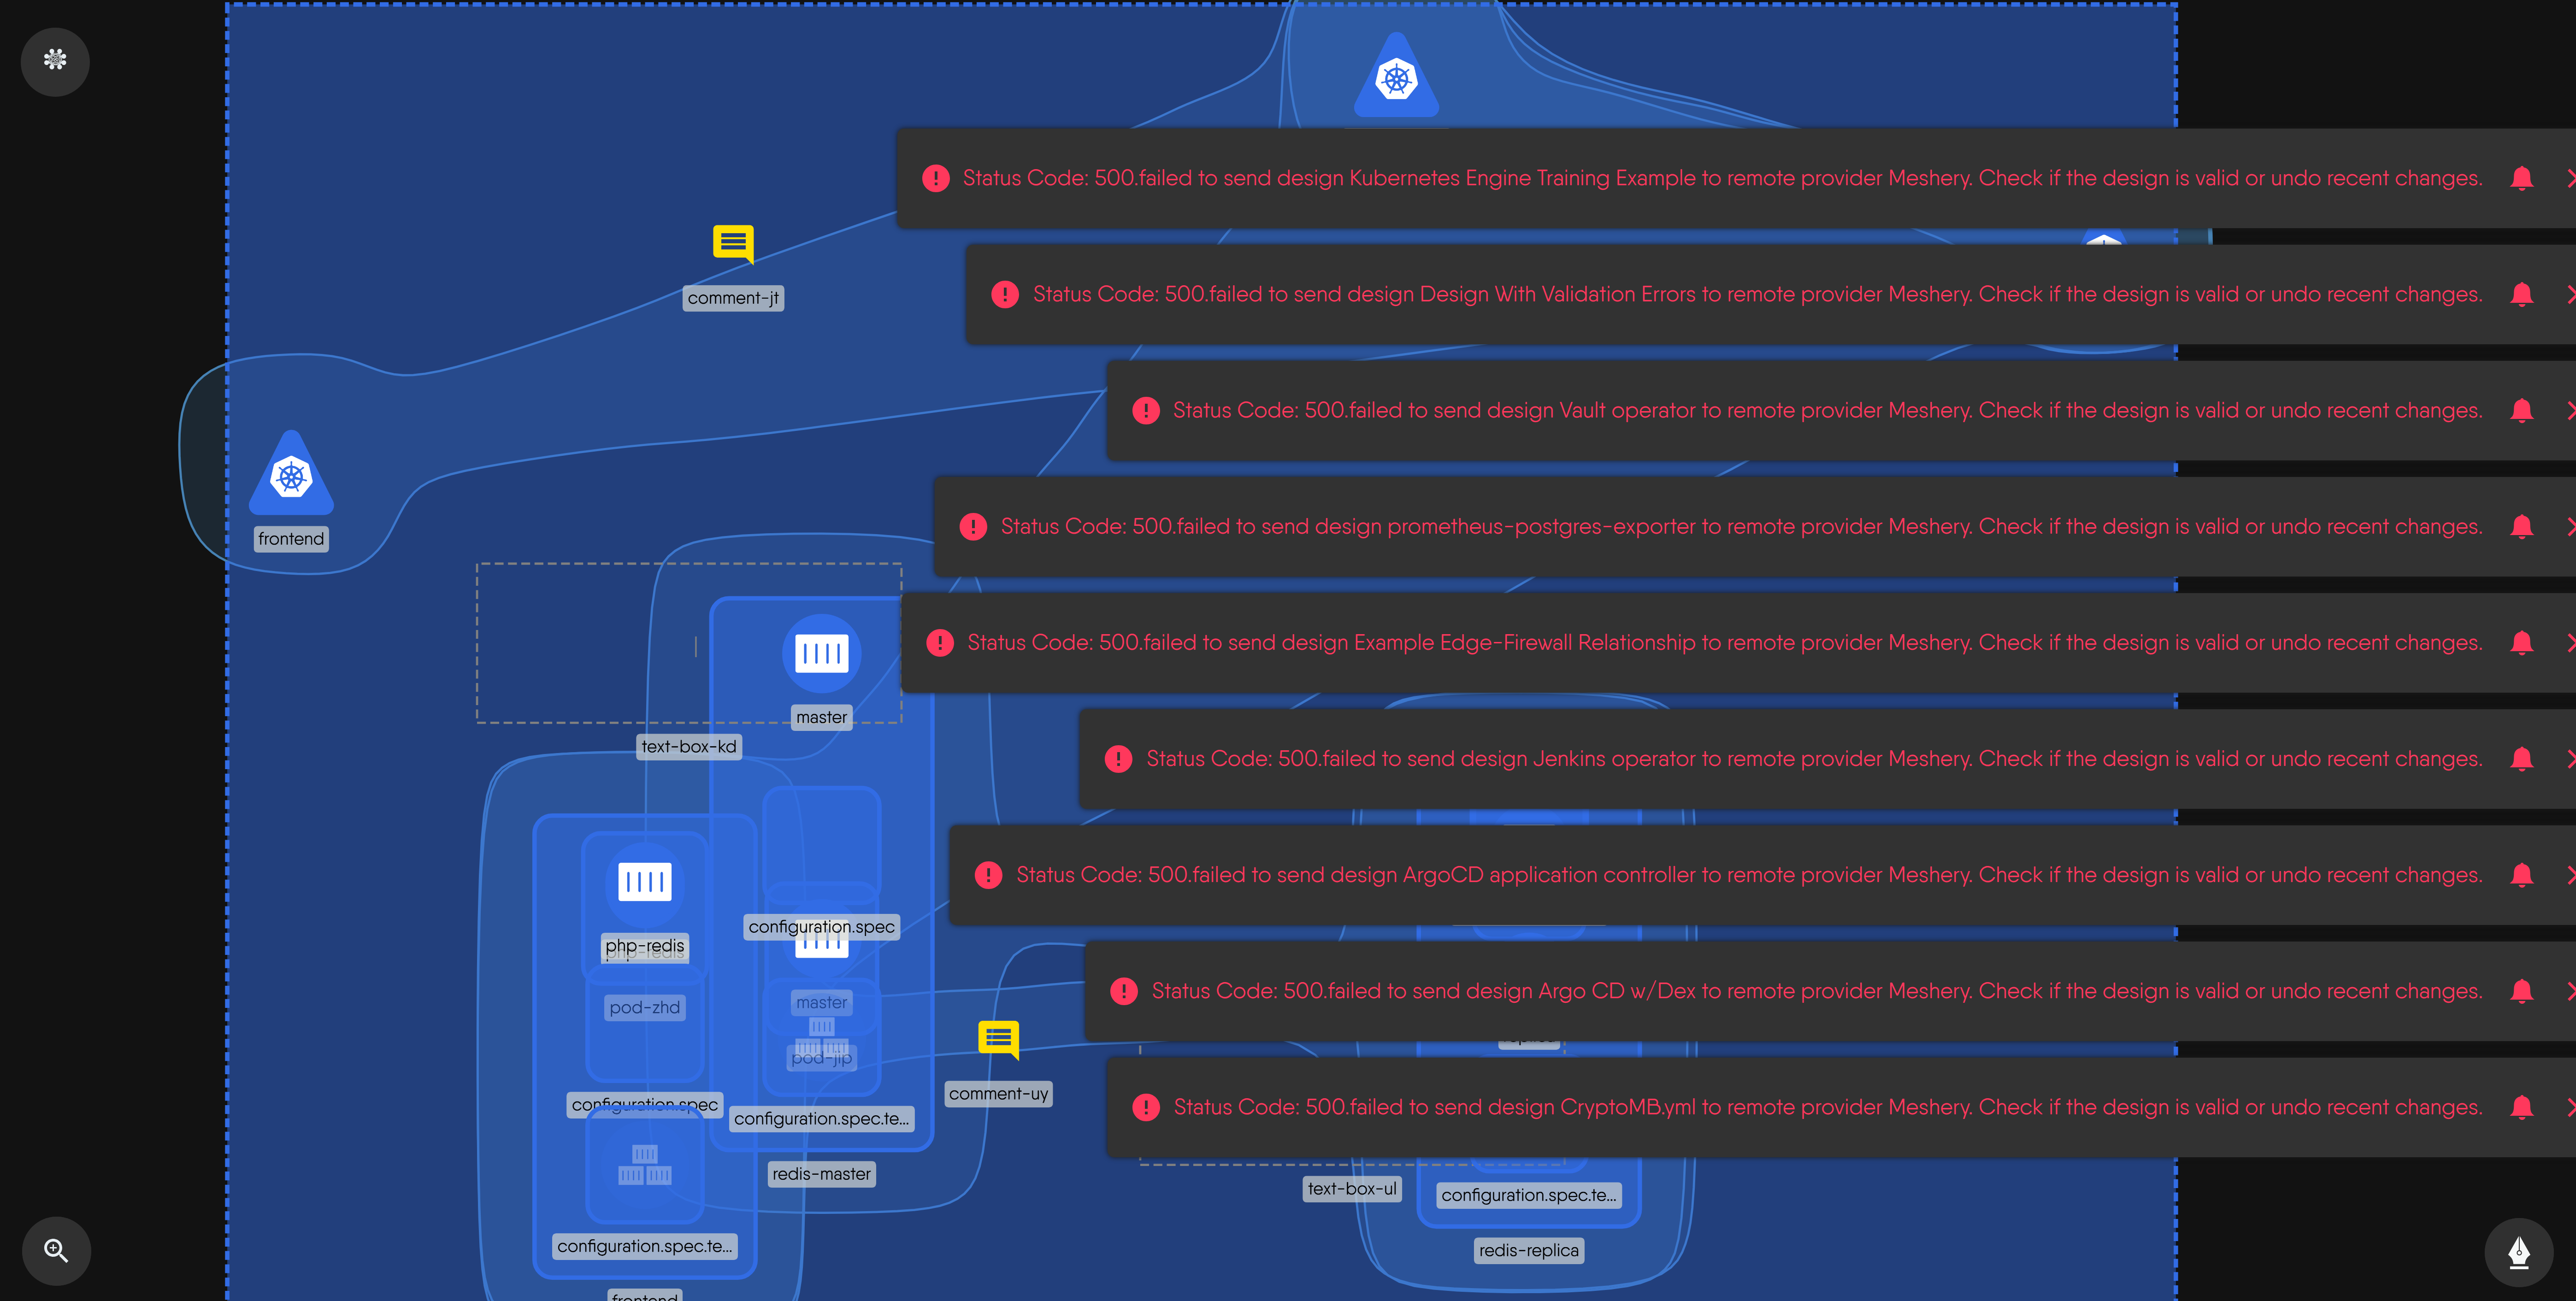 Status Code: 500.failed to send design Kubernetes Engine Training Example to remote provider Meshery. Check if the design is valid or undo recent changes.
comment-jt
Status Code: 500.failed to send design Design With Validation Errors to remote provider Meshery. Check if the design is valid or undo recent changes.
Status Code: 500.failed to send design Vault operator to remote provider Meshery. Check if the design is valid or undo recent changes.
frontend
Status Code: 500.failed to send design prometheus-postgres-exporter to remote provider Meshery. Check if the design is valid or undo recent changes.
Status Code: 500.failed to send design Example Edge-Firewall Relationship to remote provider Meshery. Check if the design is valid or undo recent changes.
master
text-box-kd
Status Code: 500.failed to send design Jenkins operator to remote provider Meshery. Check if the design is valid or undo recent changes.
Status Code: 500.failed to send design ArgoCD application controller to remote provider Meshery. Check if the design is valid or undo recent changes.
configuration.spec
php-redis
php-redis
master
pod-zhd
Status Code: 500.failed to send design Argo CD w/Dex to remote provider Meshery. Check if the design is valid or undo recent changes.
replica
pod-jip
comment-uy
configuration.spec
configuration.spec.te...
Status Code: 500.failed to send design CryptoMB.yml to remote provider Meshery. Check if the design is valid or undo recent changes.
redis-master
text-box-ul
configuration.spec.te...
configuration.spec.te...
redis-replica
frontend